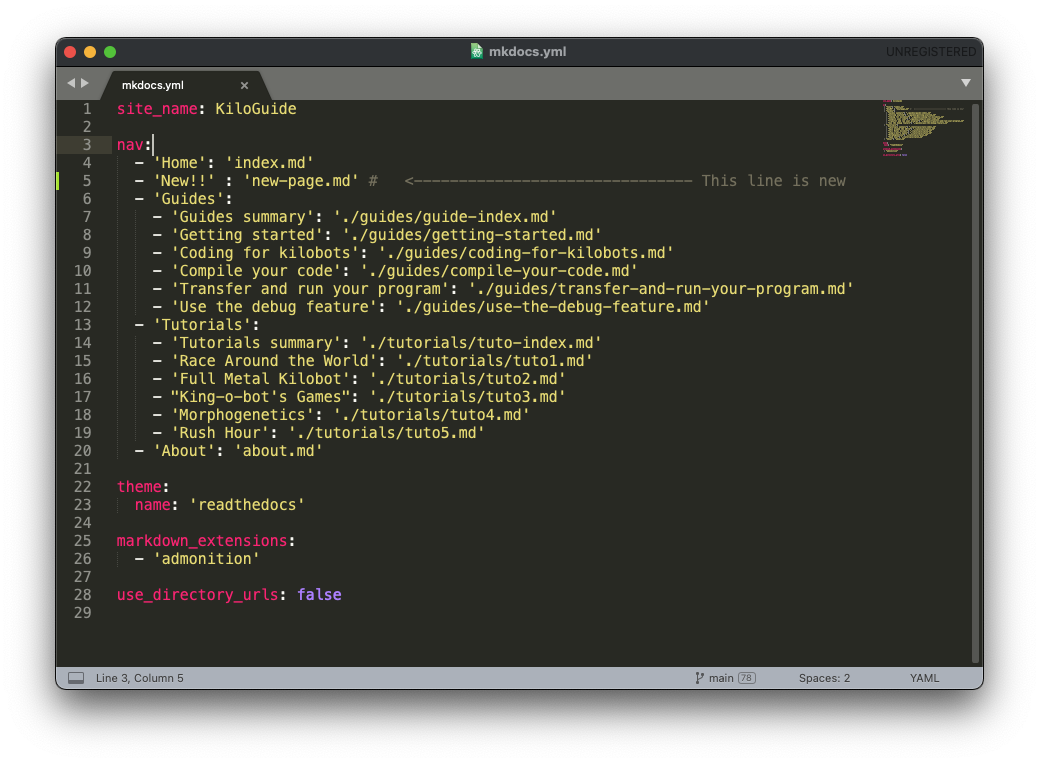 mkdocs.yml
UNREGISTERED
mkdocs.yml ×
1 site_name: KiloGuide
2
3 nav:
4   - 'Home': 'index.md'
5   - 'New!!' : 'new-page.md' #   <------------------------------- This line is new
6   - 'Guides':
7     - 'Guides summary': './guides/guide-index.md'
8     - 'Getting started': './guides/getting-started.md'
9     - 'Coding for kilobots': './guides/coding-for-kilobots.md'
10     - 'Compile your code': './guides/compile-your-code.md'
11     - 'Transfer and run your program': './guides/transfer-and-run-your-program.md'
12     - 'Use the debug feature': './guides/use-the-debug-feature.md'
13   - 'Tutorials':
14     - 'Tutorials summary': './tutorials/tuto-index.md'
15     - 'Race Around the World': './tutorials/tuto1.md'
16     - 'Full Metal Kilobot': './tutorials/tuto2.md'
17     - "King-o-bot's Games": './tutorials/tuto3.md'
18     - 'Morphogenetics': './tutorials/tuto4.md'
19     - 'Rush Hour': './tutorials/tuto5.md'
20   - 'About': 'about.md'
21
22 theme:
23   name: 'readthedocs'
24
25 markdown_extensions:
26   - 'admonition'
27
28 use_directory_urls: false
29
Line 3, Column 5
main 78
Spaces: 2
YAML